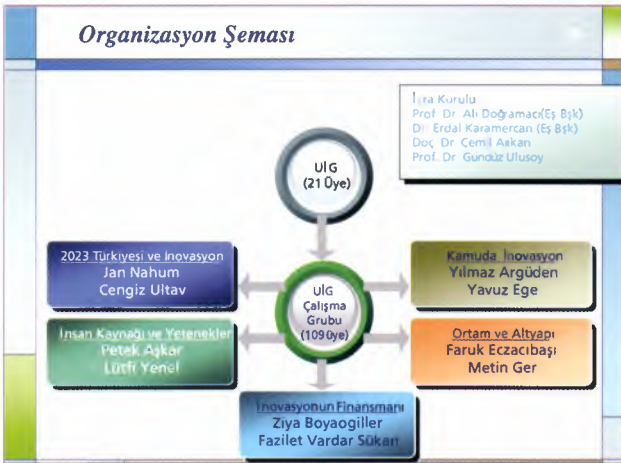 Organizasyon Şeması
İcra Kurulu
Prof. Dr. Ali Doğramacı(Eş Bşk)
Dr. Erdal Karamercan (Eş Bşk)
Doç. Dr. Cemil Arıkan
Prof. Dr. Gündüz Ulusoy
UİG
(21 Üye)
2023 Türkiyesi ve İnovasyon
Jan Nahum
Cengiz Ultav
Kamuda İnovasyon
Yılmaz Argüden
Yavuz Ege
UİG
Çalışma
Grubu
(109 üye)
İnsan Kaynağı ve Yetenekler
Petek Aşkar
Lütfi Yenel
Ortam ve Altyapı
Faruk Eczacıbaşı
Metin Ger
İnovasyonun Finansmanı
Ziya Boyaogiller
Fazilet Vardar Sükan